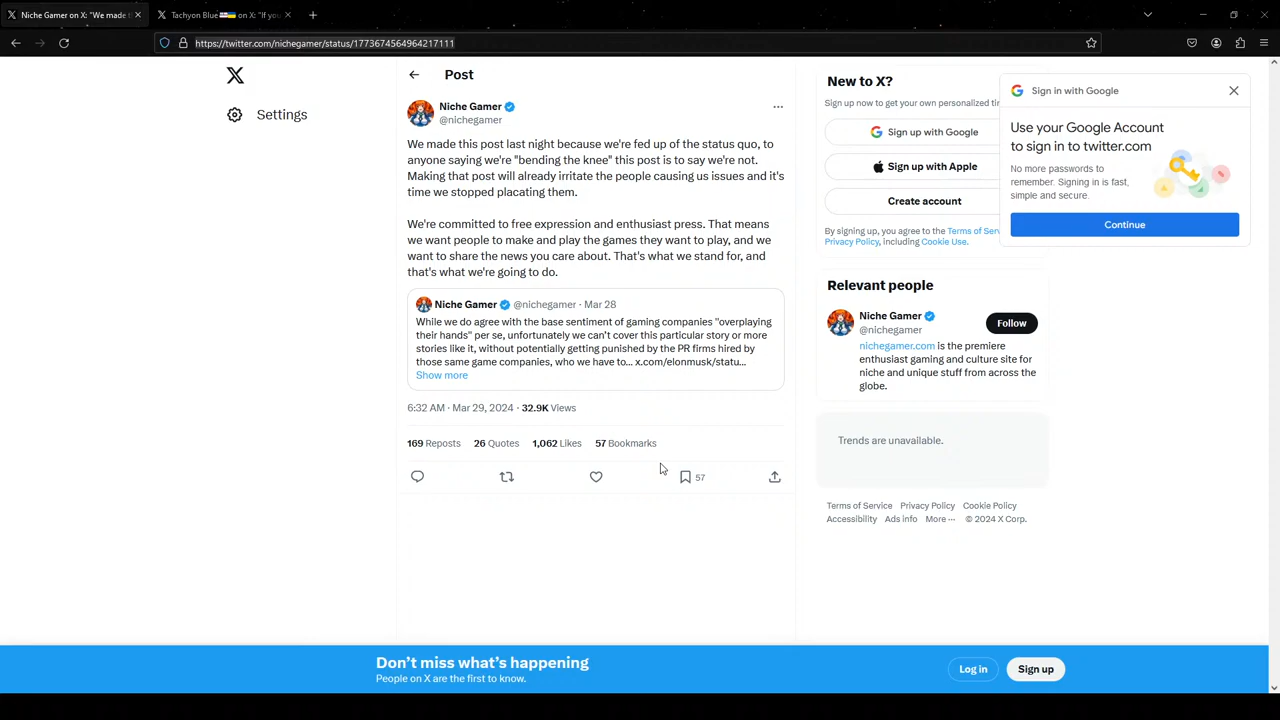 Niche Gamer on X: "We made th
Tachyon Blue on X: "If you
https://twitter.com/nichegamer/status/1773674564964217111
Settings
Post
Niche Gamer
@nichegamer
We made this post last night because we're fed up of the status quo, to
anyone saying we're "bending the knee" this post is to say we're not.
Making that post will already irritate the people causing us issues and it's
time we stopped placating them.
We're committed to free expression and enthusiast press. That means
we want people to make and play the games they want to play, and we
want to share the news you care about. That's what we stand for, and
that's what we're going to do.
Niche Gamer @nichegamer · Mar 28
While we do agree with the base sentiment of gaming companies "overplaying
their hands" per se, unfortunately we can't cover this particular story or more
stories like it, without potentially getting punished by the PR firms hired by
those same game companies, who we have to... x.com/elonmusk/statu...
Show more
6:32 AM · Mar 29, 2024 · 32.9K Views
169 Reposts 26 Quotes 1,062 Likes 57 Bookmarks
57
New to X?
Sign up now to get your own personalized tin
Sign up with Google
Sign up with Apple
Create account
By signing up, you agree to the Terms of Serv
Privacy Policy, including Cookie Use.
Sign in with Google
Use your Google Account
to sign in to twitter.com
No more passwords to
remember. Signing in is fast,
simple and secure.
Continue
Relevant people
Niche Gamer
@nichegamer
Follow
nichegamer.com is the premiere
enthusiast gaming and culture site for
niche and unique stuff from across the
globe.
Trends are unavailable.
Terms of Service Privacy Policy Cookie Policy
Accessibility Ads info More ··· © 2024 X Corp.
Don't miss what's happening
People on X are the first to know.
Log in
Sign up